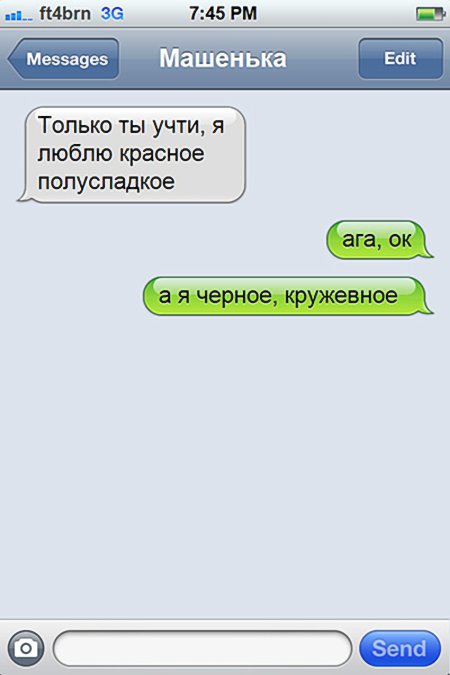 ft4brn 3G 7:45 PM
Messages Машенька Edit
Только ты учти, я
люблю красное
полусладкое
ага, ок
а я черное, кружевное
Send